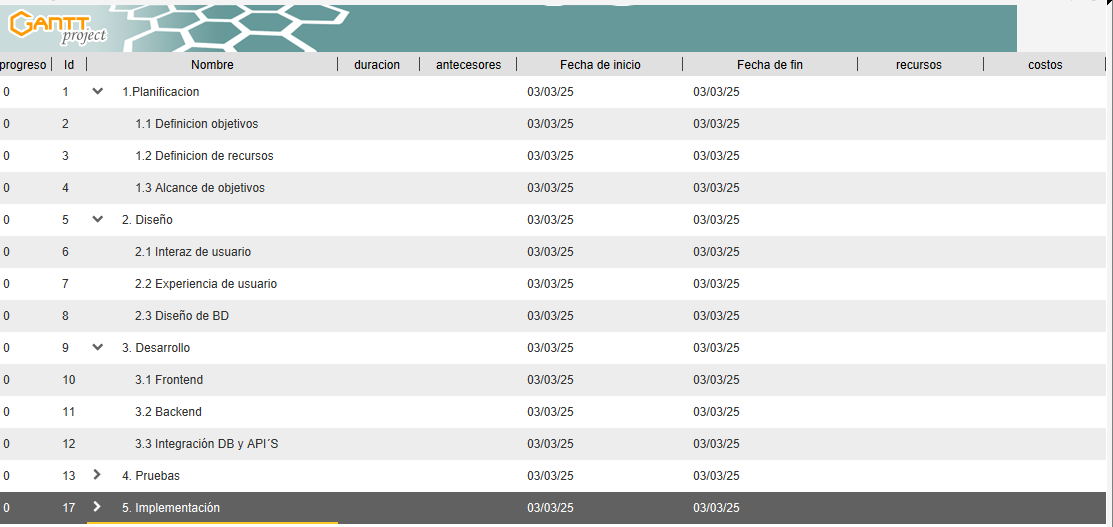 GANTT
project
progreso Id Nombre duracion antecesores Fecha de inicio Fecha de fin recursos costos
0 1 1.Planificacion 03/03/25 03/03/25
0 2 1.1 Definicion objetivos 03/03/25 03/03/25
0 3 1.2 Definicion de recursos 03/03/25 03/03/25
0 4 1.3 Alcance de objetivos 03/03/25 03/03/25
0 5 2. Diseño 03/03/25 03/03/25
0 6 2.1 Interaz de usuario 03/03/25 03/03/25
0 7 2.2 Experiencia de usuario 03/03/25 03/03/25
0 8 2.3 Diseño de BD 03/03/25 03/03/25
0 9 3. Desarrollo 03/03/25 03/03/25
0 10 3.1 Frontend 03/03/25 03/03/25
0 11 3.2 Backend 03/03/25 03/03/25
0 12 3.3 Integración DB y API´S 03/03/25 03/03/25
0 13 4. Pruebas 03/03/25 03/03/25
0 17 5. Implementación 03/03/25 03/03/25